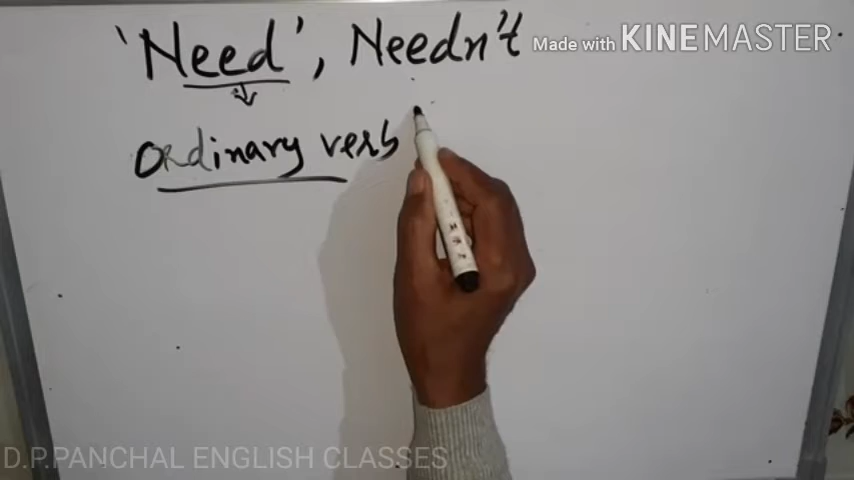 'Need', Needn't
Made with KINEMASTER
Ordinary verb
D.P.PANCHAL ENGLISH CLASSES